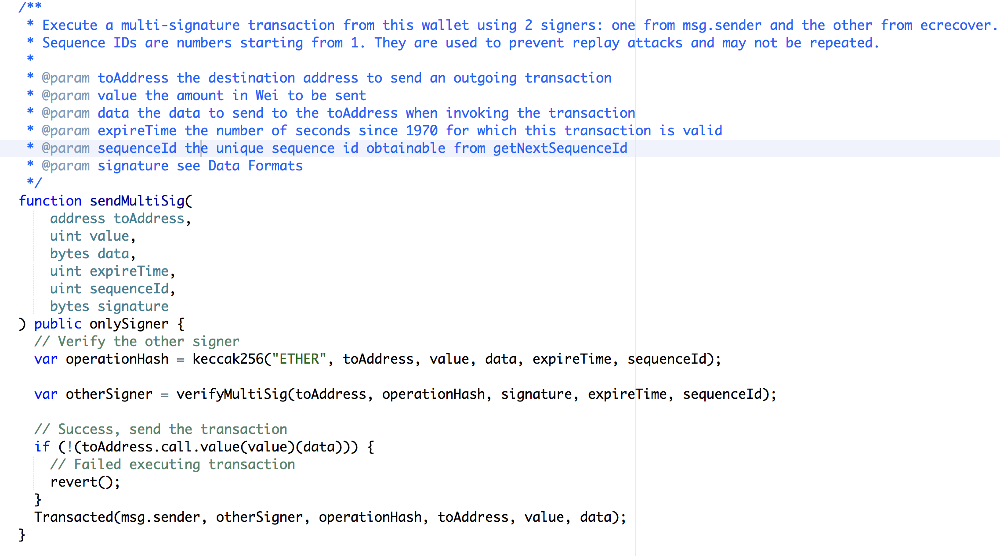 /**
 * Execute a multi-signature transaction from this wallet using 2 signers: one from msg.sender and the other from ecrecover.
 * Sequence IDs are numbers starting from 1. They are used to prevent replay attacks and may not be repeated.
 *
 * @param toAddress the destination address to send an outgoing transaction
 * @param value the amount in Wei to be sent
 * @param data the data to send to the toAddress when invoking the transaction
 * @param expireTime the number of seconds since 1970 for which this transaction is valid
 * @param sequenceId the unique sequence id obtainable from getNextSequenceId
 * @param signature see Data Formats
 */
function sendMultiSig(
    address toAddress,
    uint value,
    bytes data,
    uint expireTime,
    uint sequenceId,
    bytes signature
) public onlySigner {
  // Verify the other signer
  var operationHash = keccak256("ETHER", toAddress, value, data, expireTime, sequenceId);

  var otherSigner = verifyMultiSig(toAddress, operationHash, signature, expireTime, sequenceId);

  // Success, send the transaction
  if (!(toAddress.call.value(value)(data))) {
    // Failed executing transaction
    revert();
  }
  Transacted(msg.sender, otherSigner, operationHash, toAddress, value, data);
}